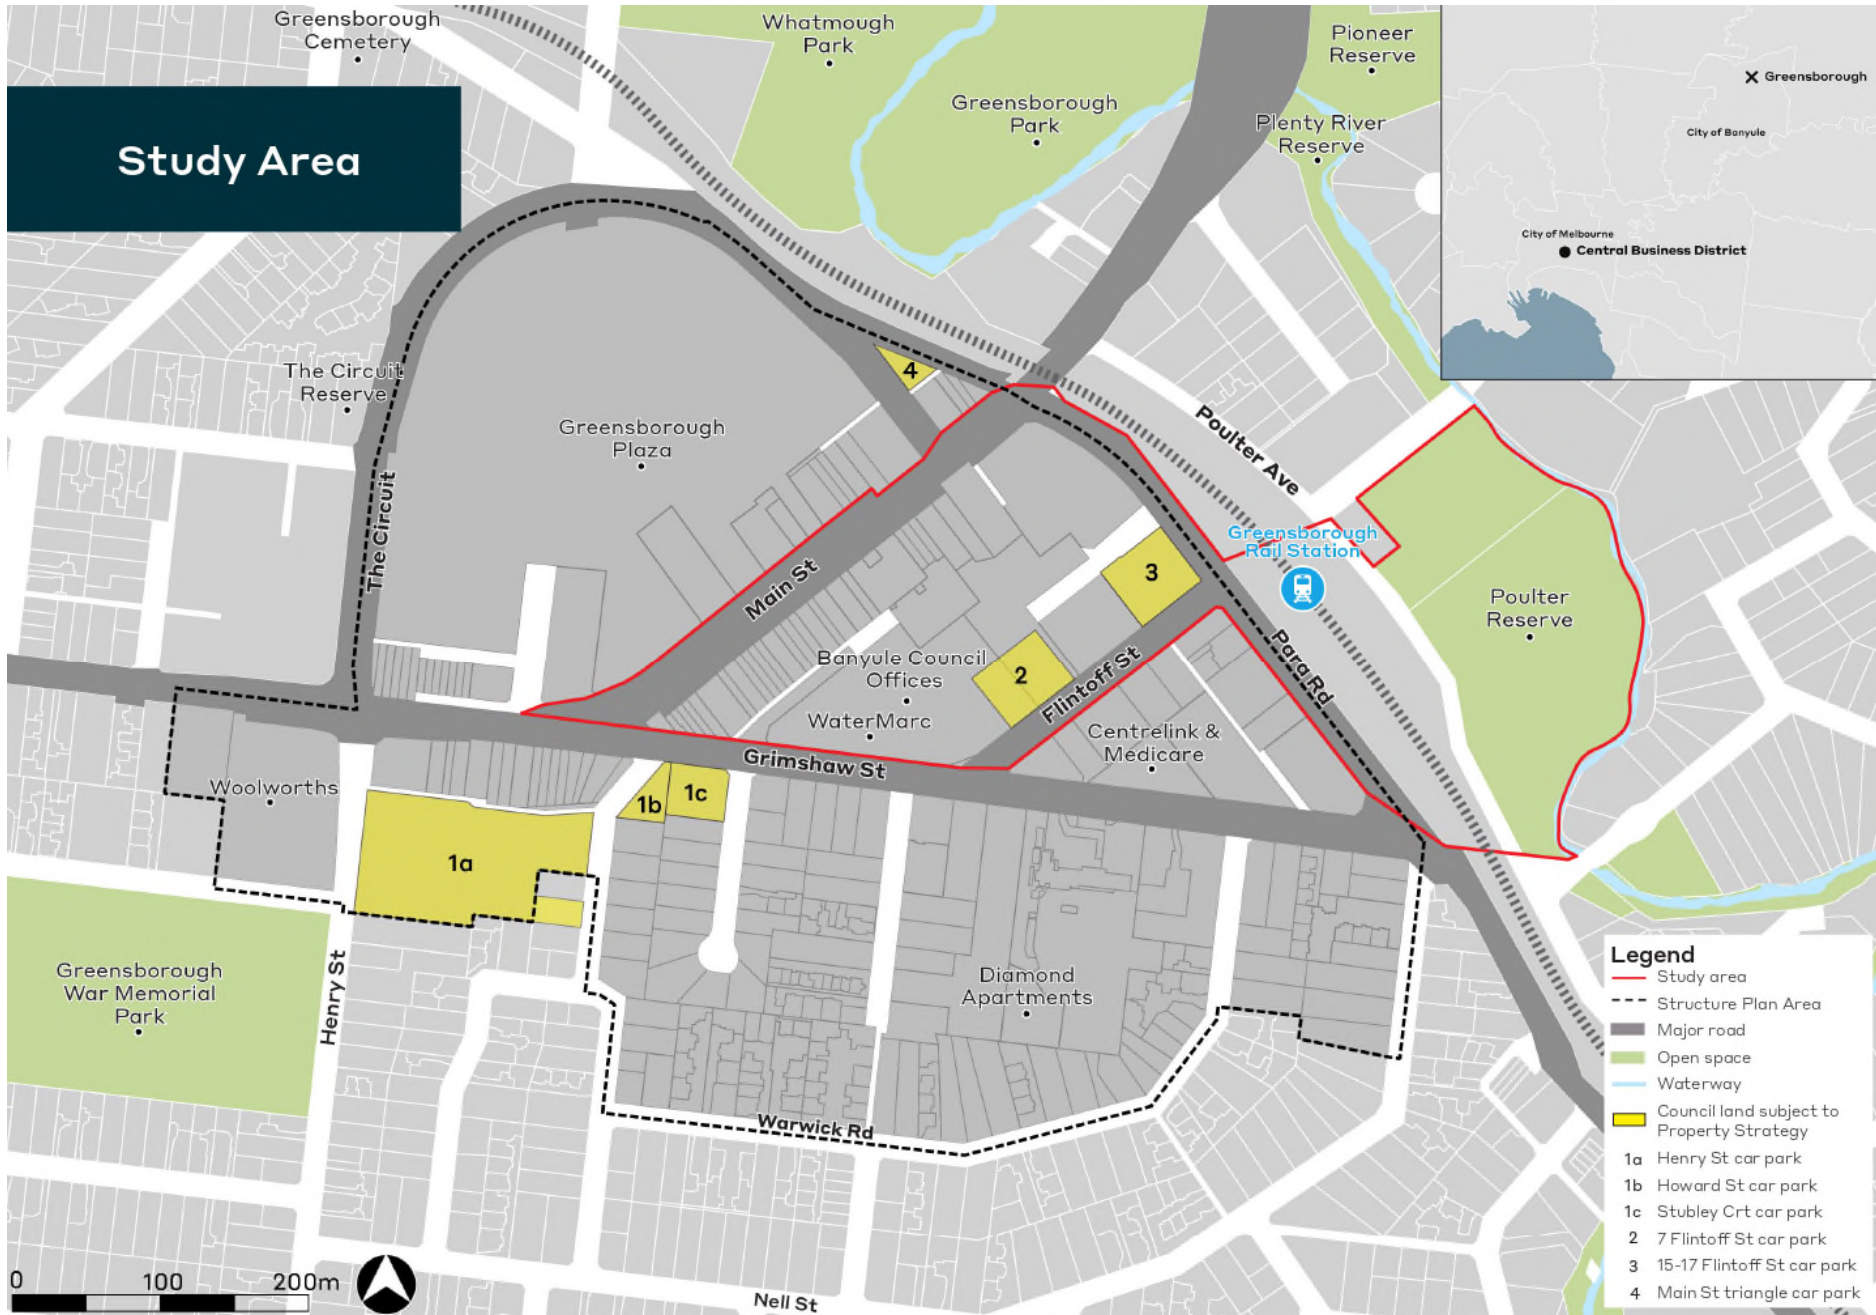 Greensborough
Cemetery
Whatmough
Park
Pioneer
Reserve
Greensborough
Park
Plenty River
Reserve
Study Area
Greensborough
City of Banyule
City of Melbourne
Central Business District
The Circuit
Reserve
4
Greensborough
Plaza
Poulter Ave
The Circuit
Main St
Greensborough
Rail Station
3
Poulter
Reserve
Banyule Council
Offices
2
Flintoff St
Para Rd
WaterMarc
Centrelink &
Medicare
Grimshaw St
Woolworths
1b
1c
1a
Greensborough
War Memorial
Park
Henry St
Diamond
Apartments
Warwick Rd
Nell St
0 100 200m
Legend
Study area
Structure Plan Area
Major road
Open space
Waterway
Council land subject to
Property Strategy
1a Henry St car park
1b Howard St car park
1c Stubley Crt car park
2 7 Flintoff St car park
3 15-17 Flintoff St car park
4 Main St triangle car park